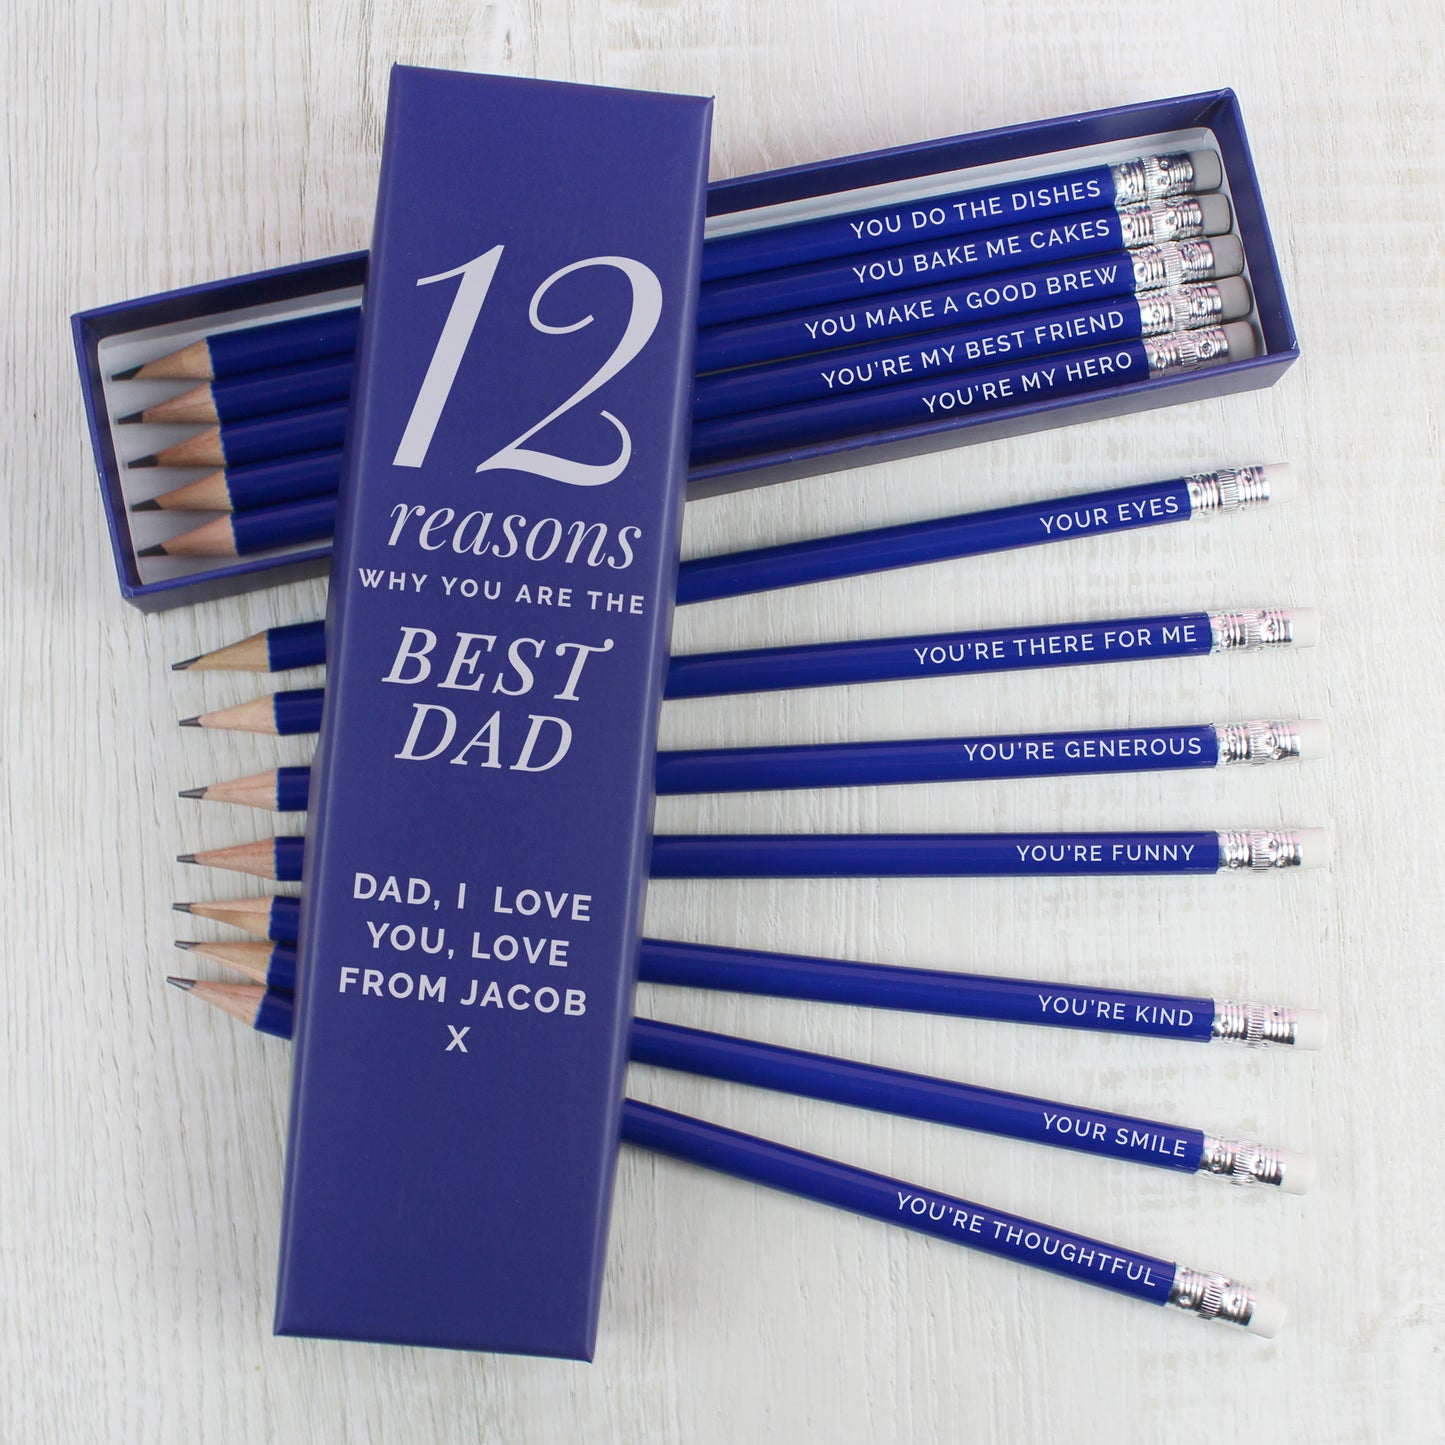 12
reasons
WHY YOU ARE THE
BEST
DAD
DAD, I LOVE
YOU, LOVE
FROM JACOB
X
YOU DO THE DISHES
YOU BAKE ME CAKES
YOU MAKE A GOOD BREW
YOU'RE MY BEST FRIEND
YOU'RE MY HERO
YOUR EYES
YOU'RE THERE FOR ME
YOU'RE GENEROUS
YOU'RE FUNNY
YOU'RE KIND
YOUR SMILE
YOU'RE THOUGHTFUL